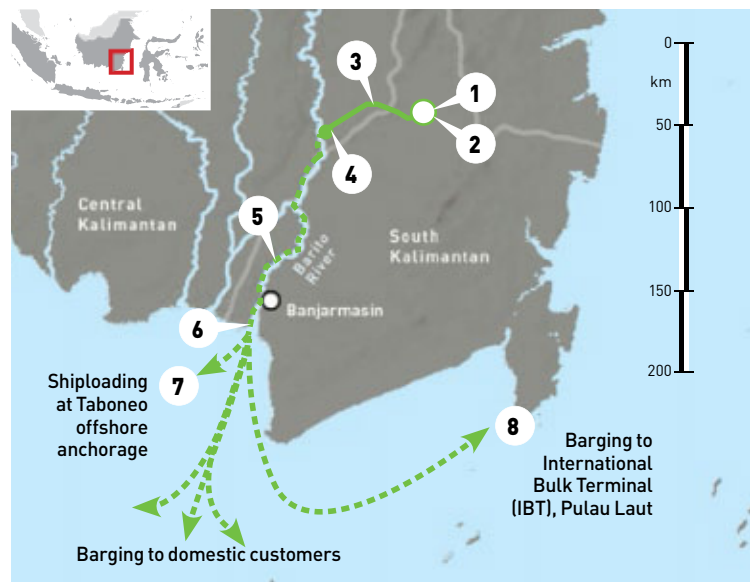 0
km
50
100
150
200
3
1
2
4
Central
Kalimantan
5
Barito
River
South
Kalimantan
Banjarmasin
6
7
Shiploading
at Taboneo
offshore
anchorage
8
Barging to
International
Bulk Terminal
(IBT), Pulau Laut
Barging to domestic customers